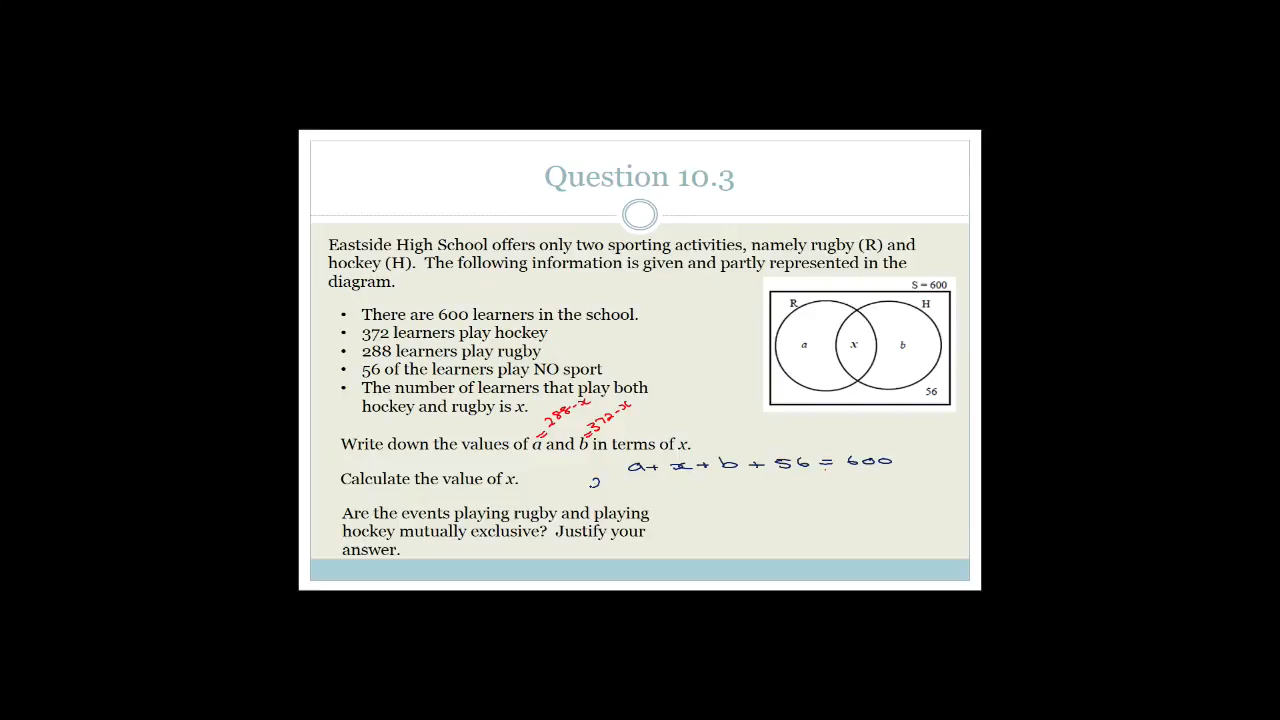 Question 10.3
Eastside High School offers only two sporting activities, namely rugby (R) and
hockey (H). The following information is given and partly represented in the
diagram.
S = 600
R
H
a
x
b
56
• There are 600 learners in the school.
• 372 learners play hockey
• 288 learners play rugby
• 56 of the learners play NO sport
• The number of learners that play both
hockey and rugby is x.
= 288-x
= 372-x
Write down the values of a and b in terms of x.
a + x + b + 56 = 600
Calculate the value of x.
Are the events playing rugby and playing
hockey mutually exclusive? Justify your
answer.